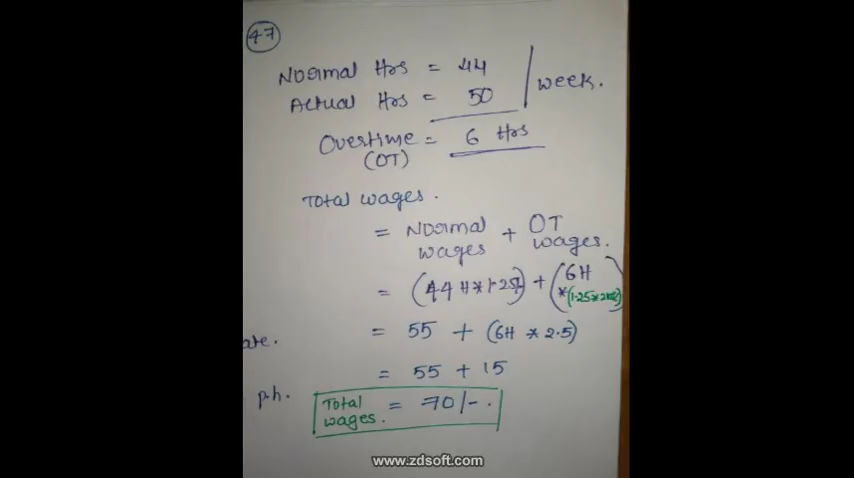 47
Normal Hrs = 44
Actual Hrs = 50
/ week.
Overtime = 6 Hrs
(OT)
Total wages.
= Normal wages + OT wages.
= (44H * 1.25) + (6H * (1.25 * 2))
ate.
= 55 + (6H * 2.5)
= 55 + 15
p.h.
Total wages. = 70/-.
www.zdsoft.com